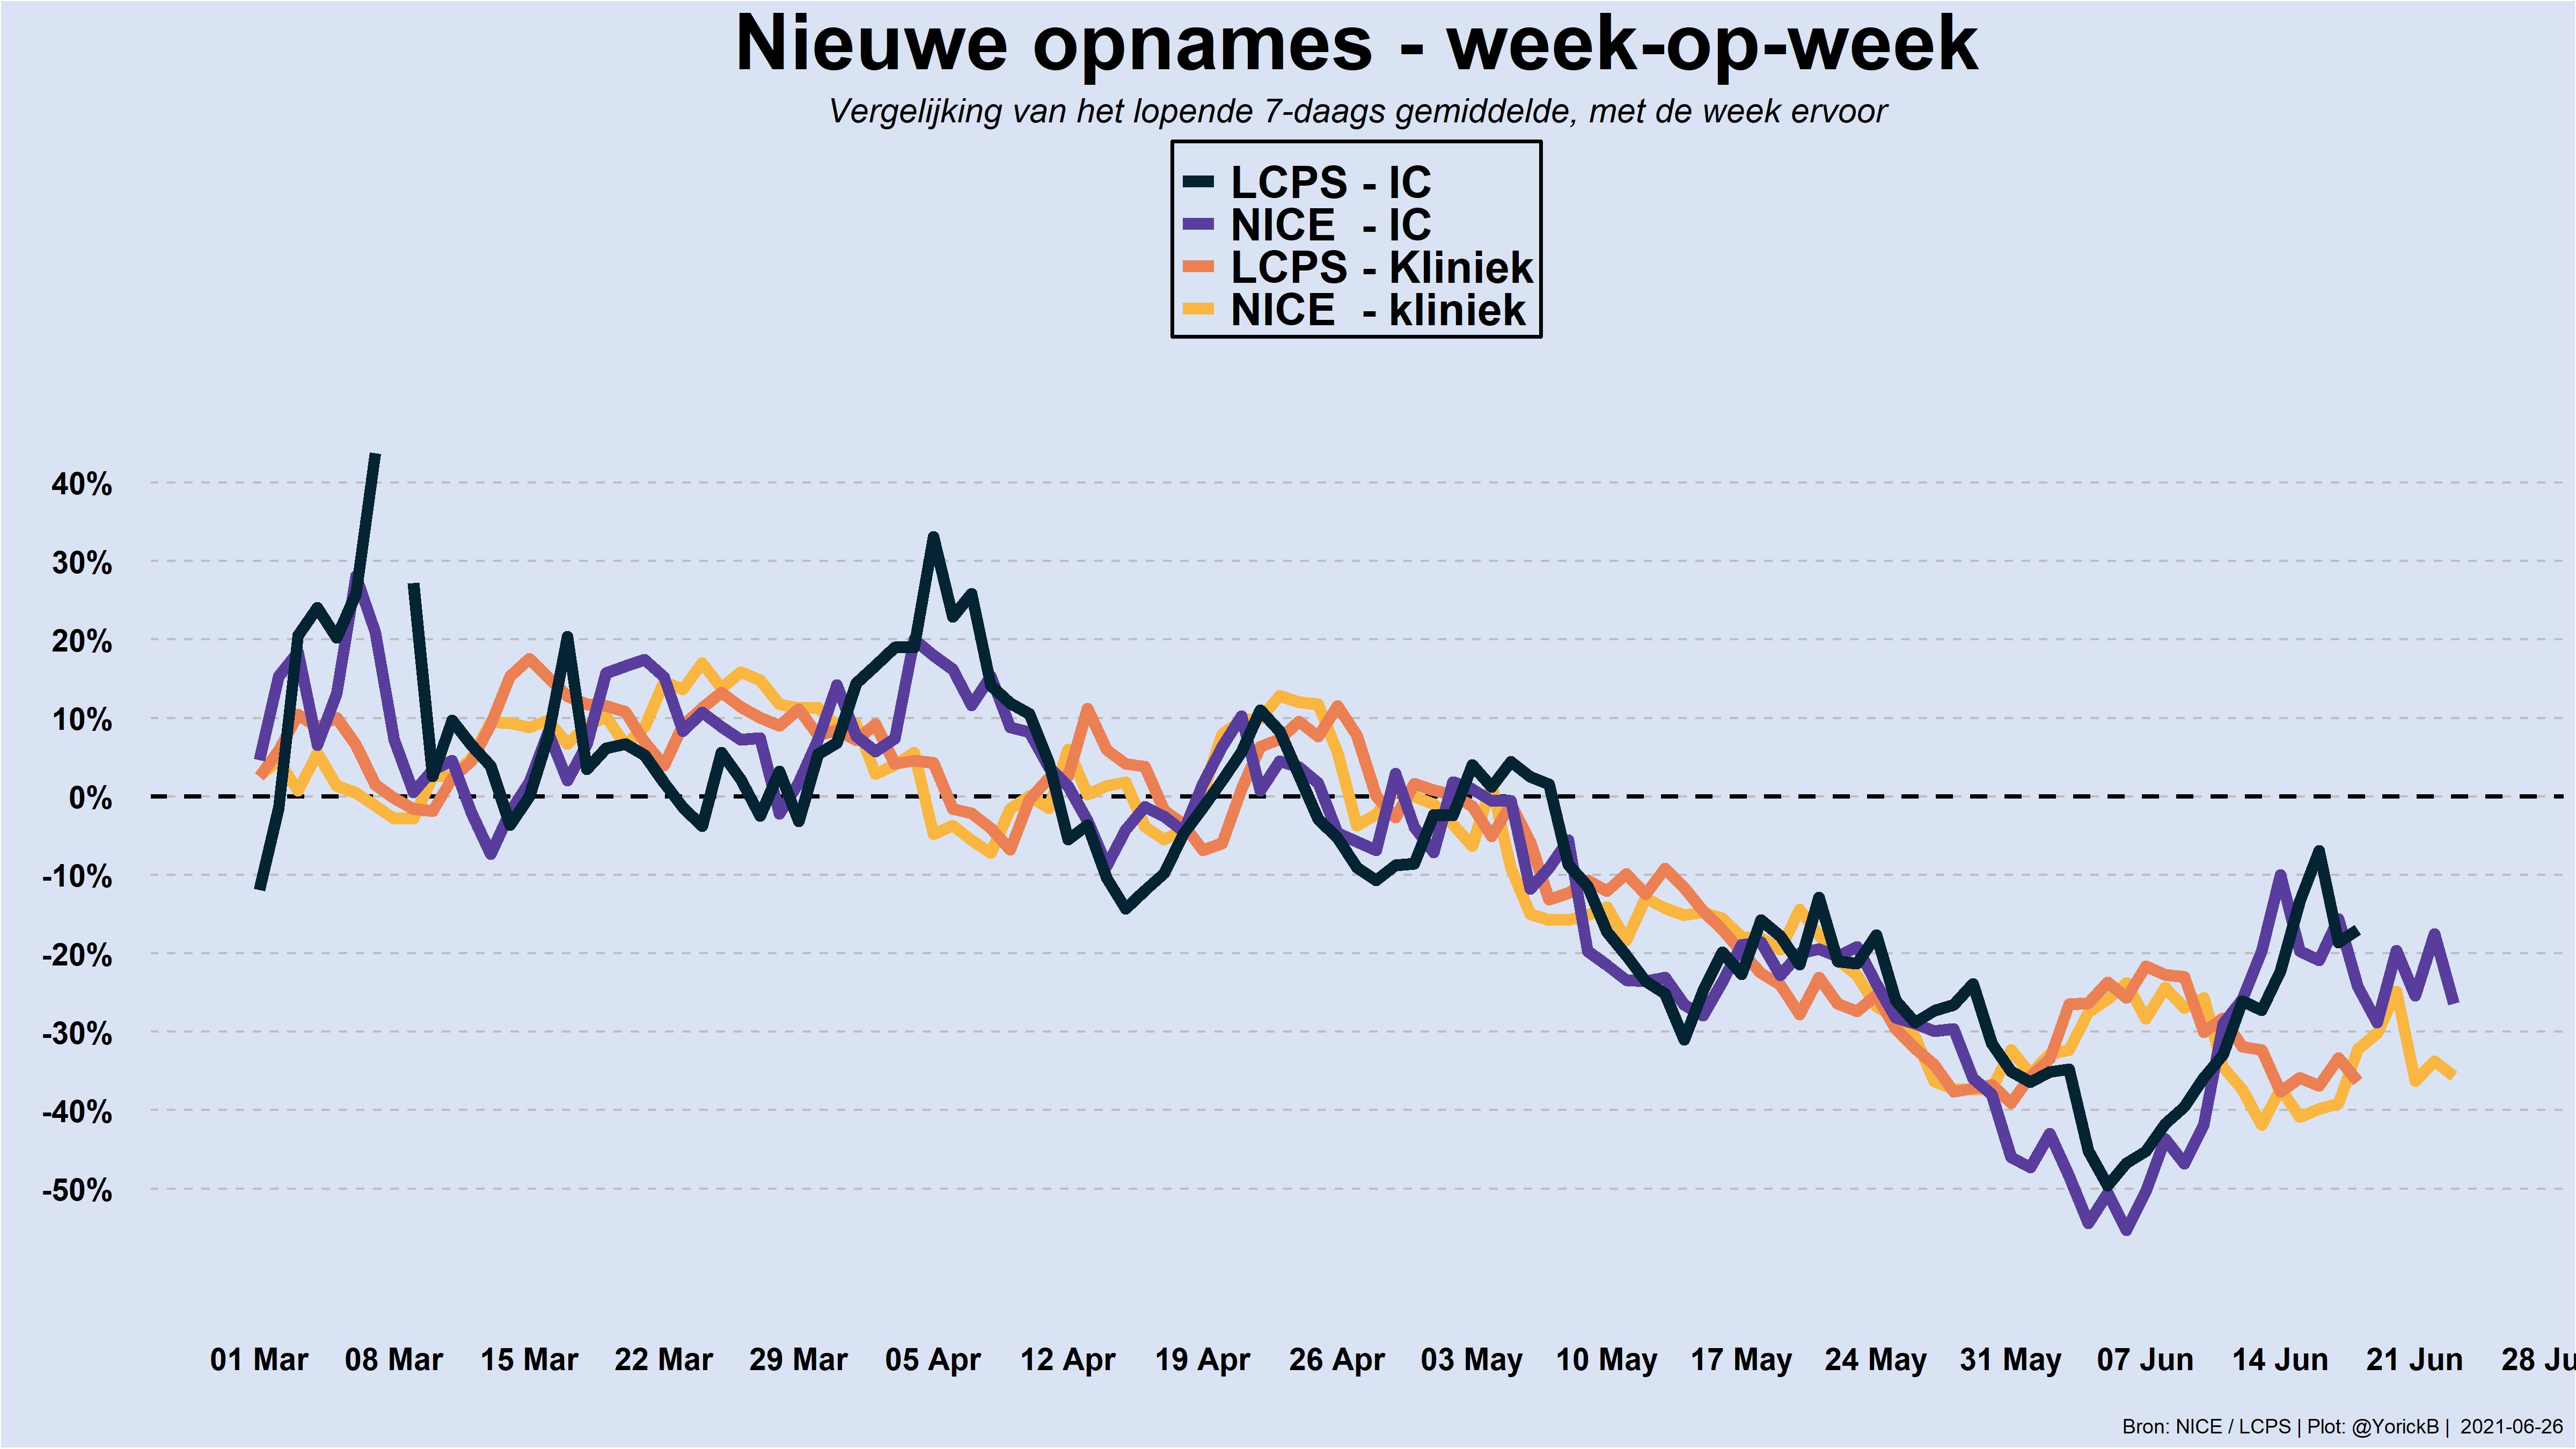 Nieuwe opnames - week-op-week
Vergelijking van het lopende 7-daags gemiddelde, met de week ervoor
LCPS - IC
NICE - IC
LCPS - Kliniek
NICE - kliniek
40%
30%
20%
10%
0%
-10%
-20%
-30%
-40%
-50%
01 Mar 08 Mar 15 Mar 22 Mar 29 Mar 05 Apr 12 Apr 19 Apr 26 Apr 03 May 10 May 17 May 24 May 31 May 07 Jun 14 Jun 21 Jun 28 Ju
Bron: NICE / LCPS | Plot: @YorickB | 2021-06-26